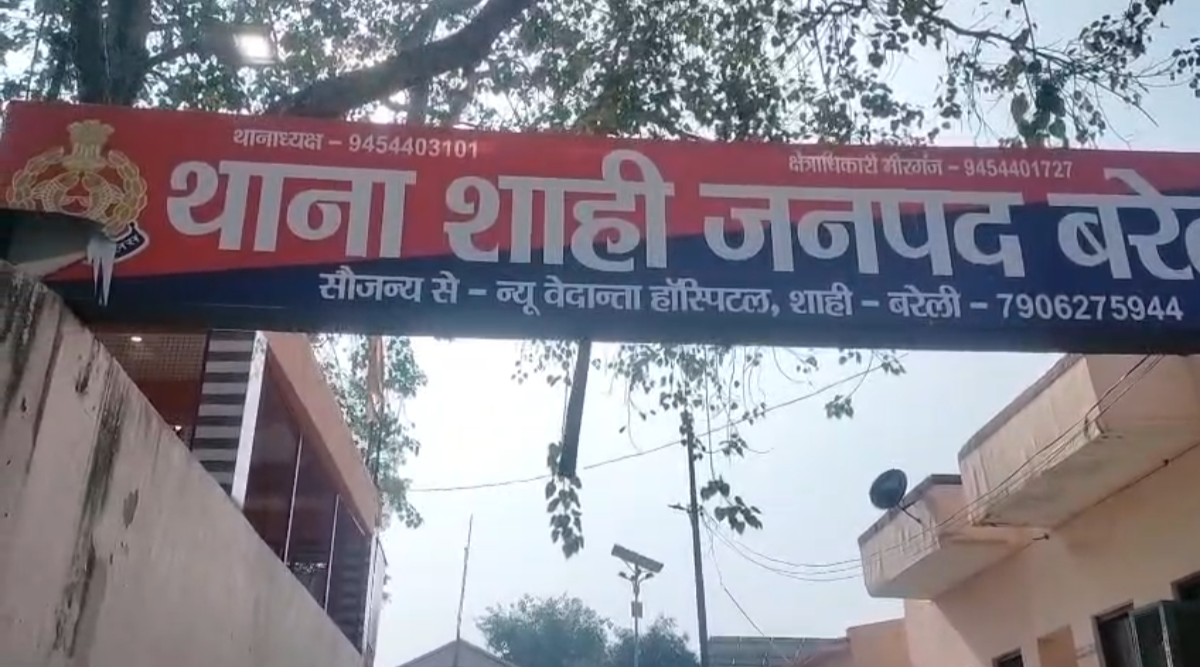 थानाध्यक्ष – 9454403101 क्षेत्राधिकारी मीरगंज – 9454401727
थाना शाही जनपद
सौजन्य से – न्यू वेदान्ता हॉस्पिटल, शाही – बरेली – 7906275944